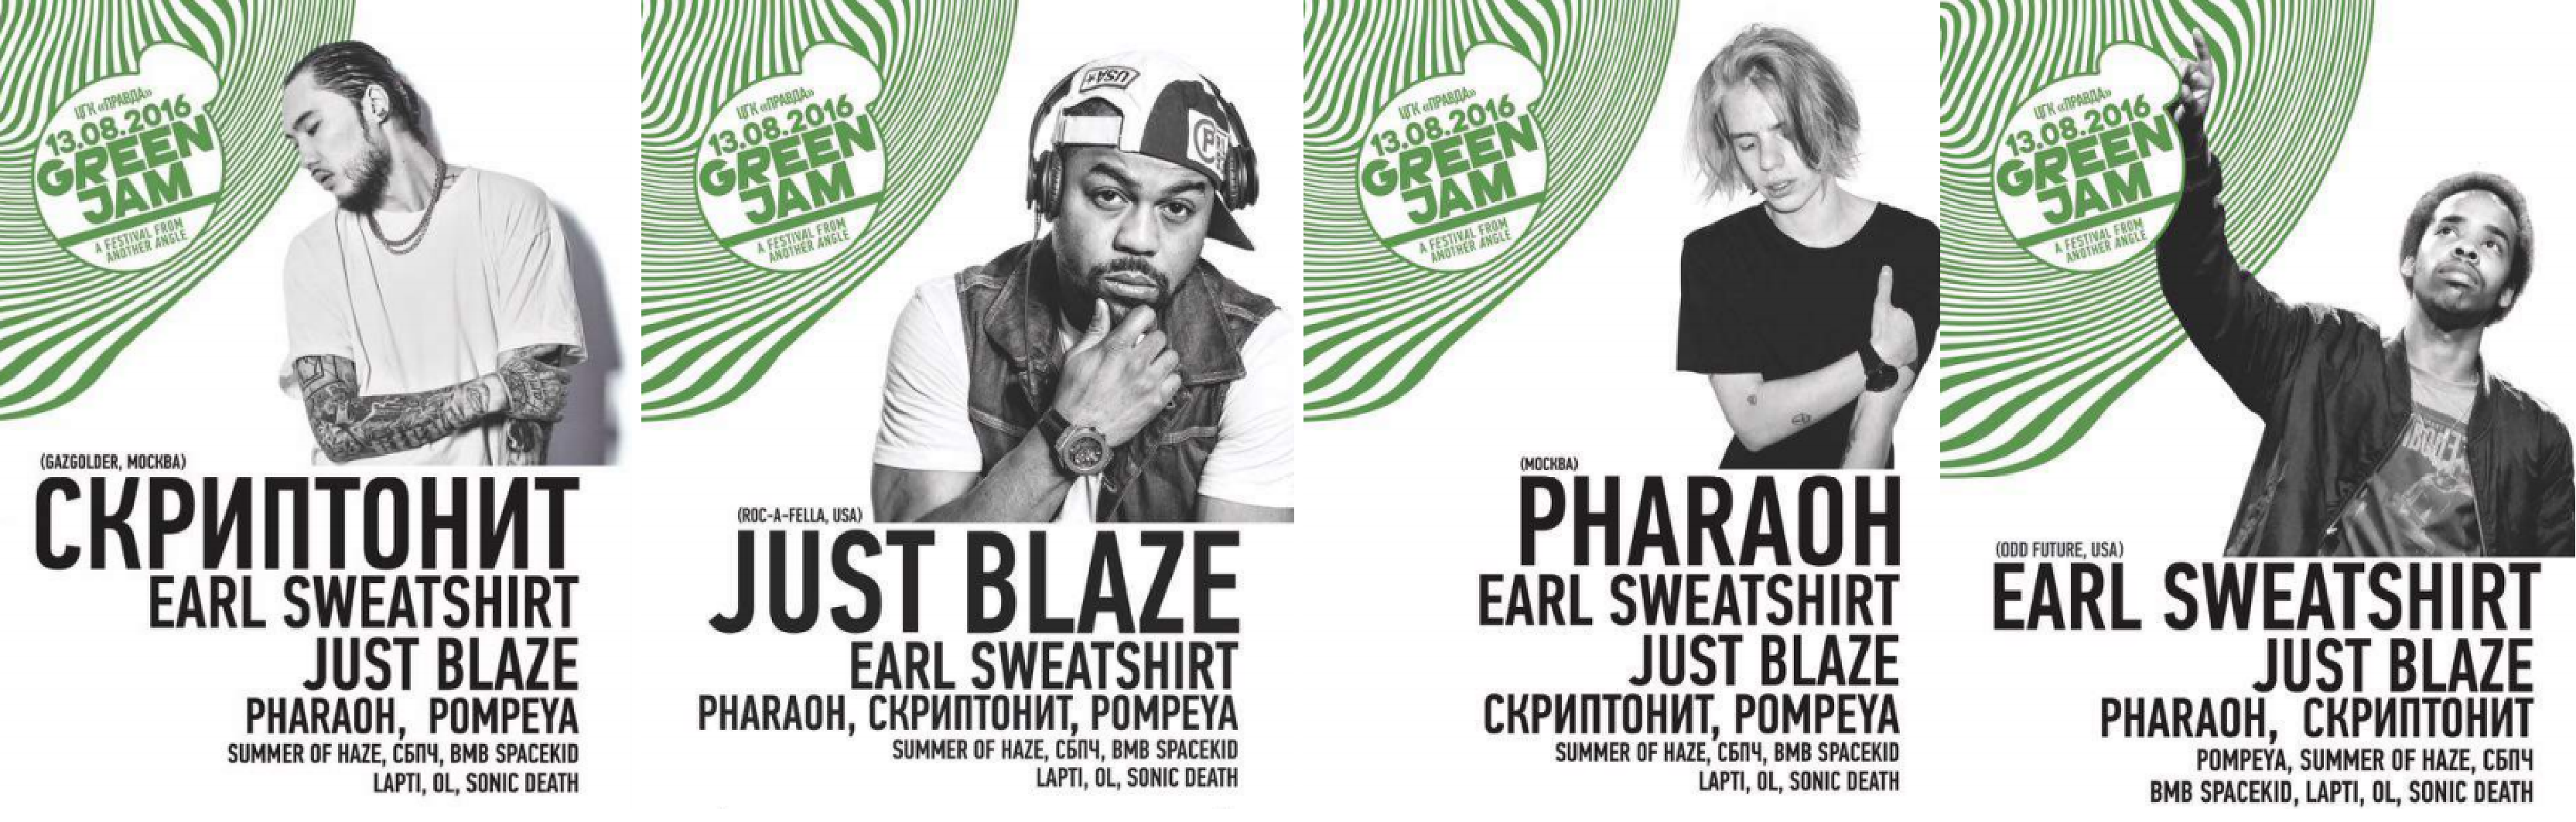 ЦГК «ПРАВДА»
13.08.2016
GREEN
JAM
A FESTIVAL FROM
ANOTHER ANGLE
(GAZGOLDER, МОСКВА)
СКРИПТОНИТ
EARL SWEATSHIRT
JUST BLAZE
PHARAOH, POMPEYA
SUMMER OF HAZE, СБПЧ, BMB SPACEKID
LAPTI, OL, SONIC DEATH
ЦГК «ПРАВДА»
13.08.2016
GREEN
JAM
A FESTIVAL FROM
ANOTHER ANGLE
USA
(ROC-A-FELLA, USA)
JUST BLAZE
EARL SWEATSHIRT
PHARAOH, СКРИПТОНИТ, POMPEYA
SUMMER OF HAZE, СБПЧ, BMB SPACEKID
LAPTI, OL, SONIC DEATH
ЦГК «ПРАВДА»
13.08.2016
GREEN
JAM
A FESTIVAL FROM
ANOTHER ANGLE
(МОСКВА)
PHARAOH
EARL SWEATSHIRT
JUST BLAZE
СКРИПТОНИТ, POMPEYA
SUMMER OF HAZE, СБПЧ, BMB SPACEKID
LAPTI, OL, SONIC DEATH
ЦГК «ПРАВДА»
13.08.2016
GREEN
JAM
A FESTIVAL FROM
ANOTHER ANGLE
(ODD FUTURE, USA)
EARL SWEATSHIRT
JUST BLAZE
PHARAOH, СКРИПТОНИТ
POMPEYA, SUMMER OF HAZE, СБПЧ
BMB SPACEKID, LAPTI, OL, SONIC DEATH